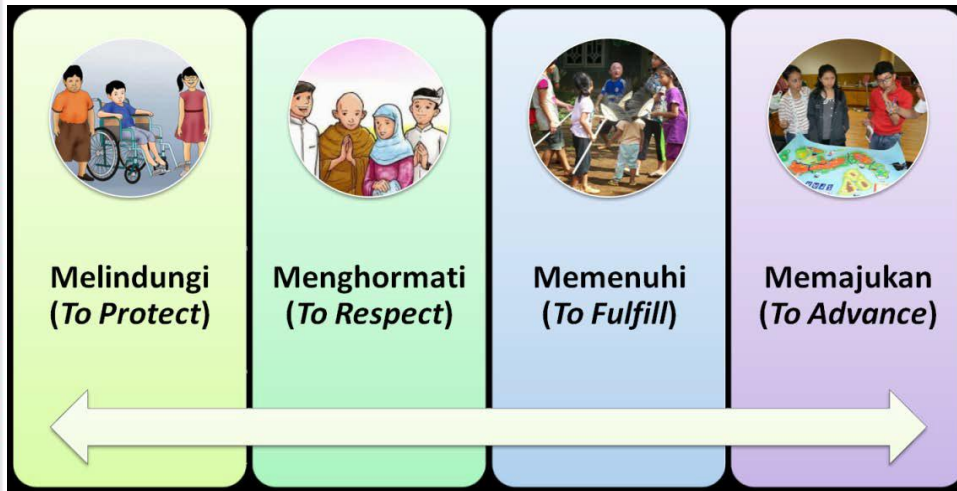 Melindungi
(To Protect)
Menghormati
(To Respect)
Memenuhi
(To Fulfill)
Memajukan
(To Advance)